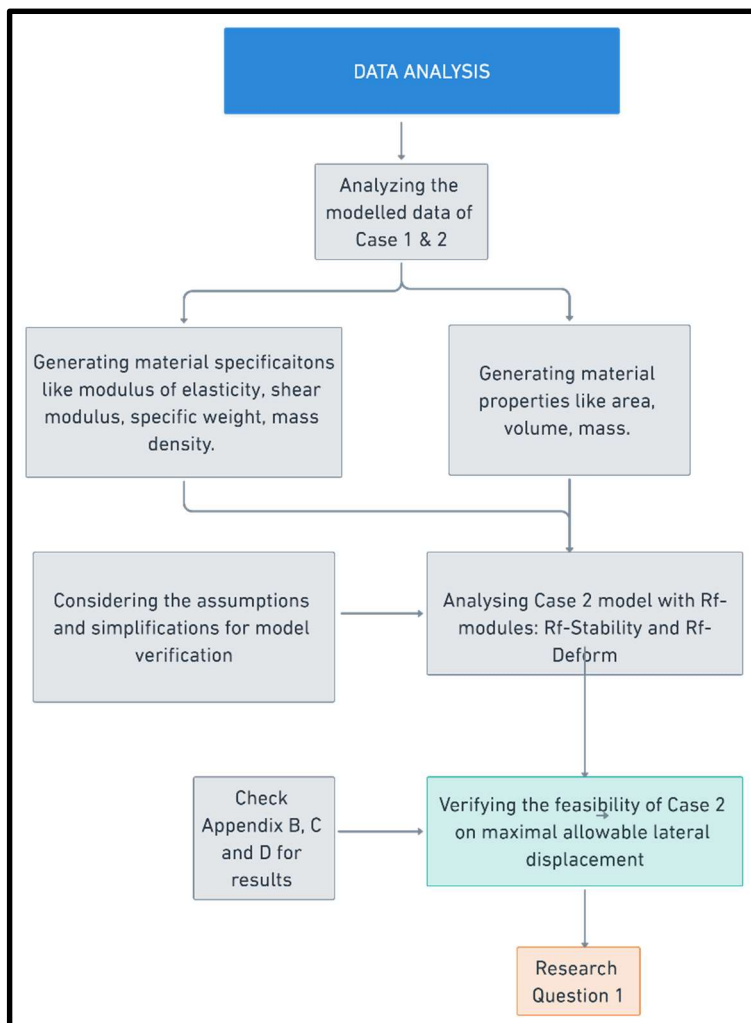 DATA ANALYSIS
Analyzing the
modelled data of
Case 1 & 2
Generating material specificaitons
like modulus of elasticity, shear
modulus, specific weight, mass
density.
Generating material
properties like area,
volume, mass.
Considering the assumptions
and simplifications for model
verification
Analysing Case 2 model with Rf-
modules: Rf-Stability and Rf-
Deform
Check
Appendix B, C
and D for
results
Verifying the feasibility of Case 2
on maximal allowable lateral
displacement
Research
Question 1